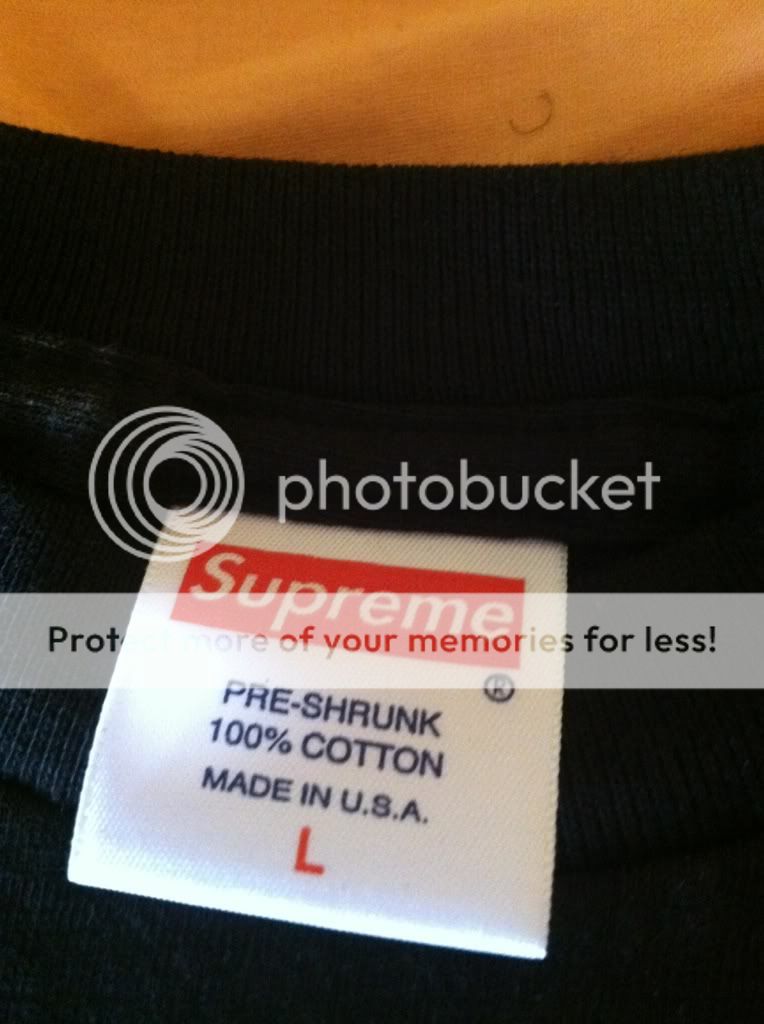 photobucket
Supreme
Protect more of your memories for less!
®
PRE-SHRUNK
100% COTTON
MADE IN U.S.A.
L